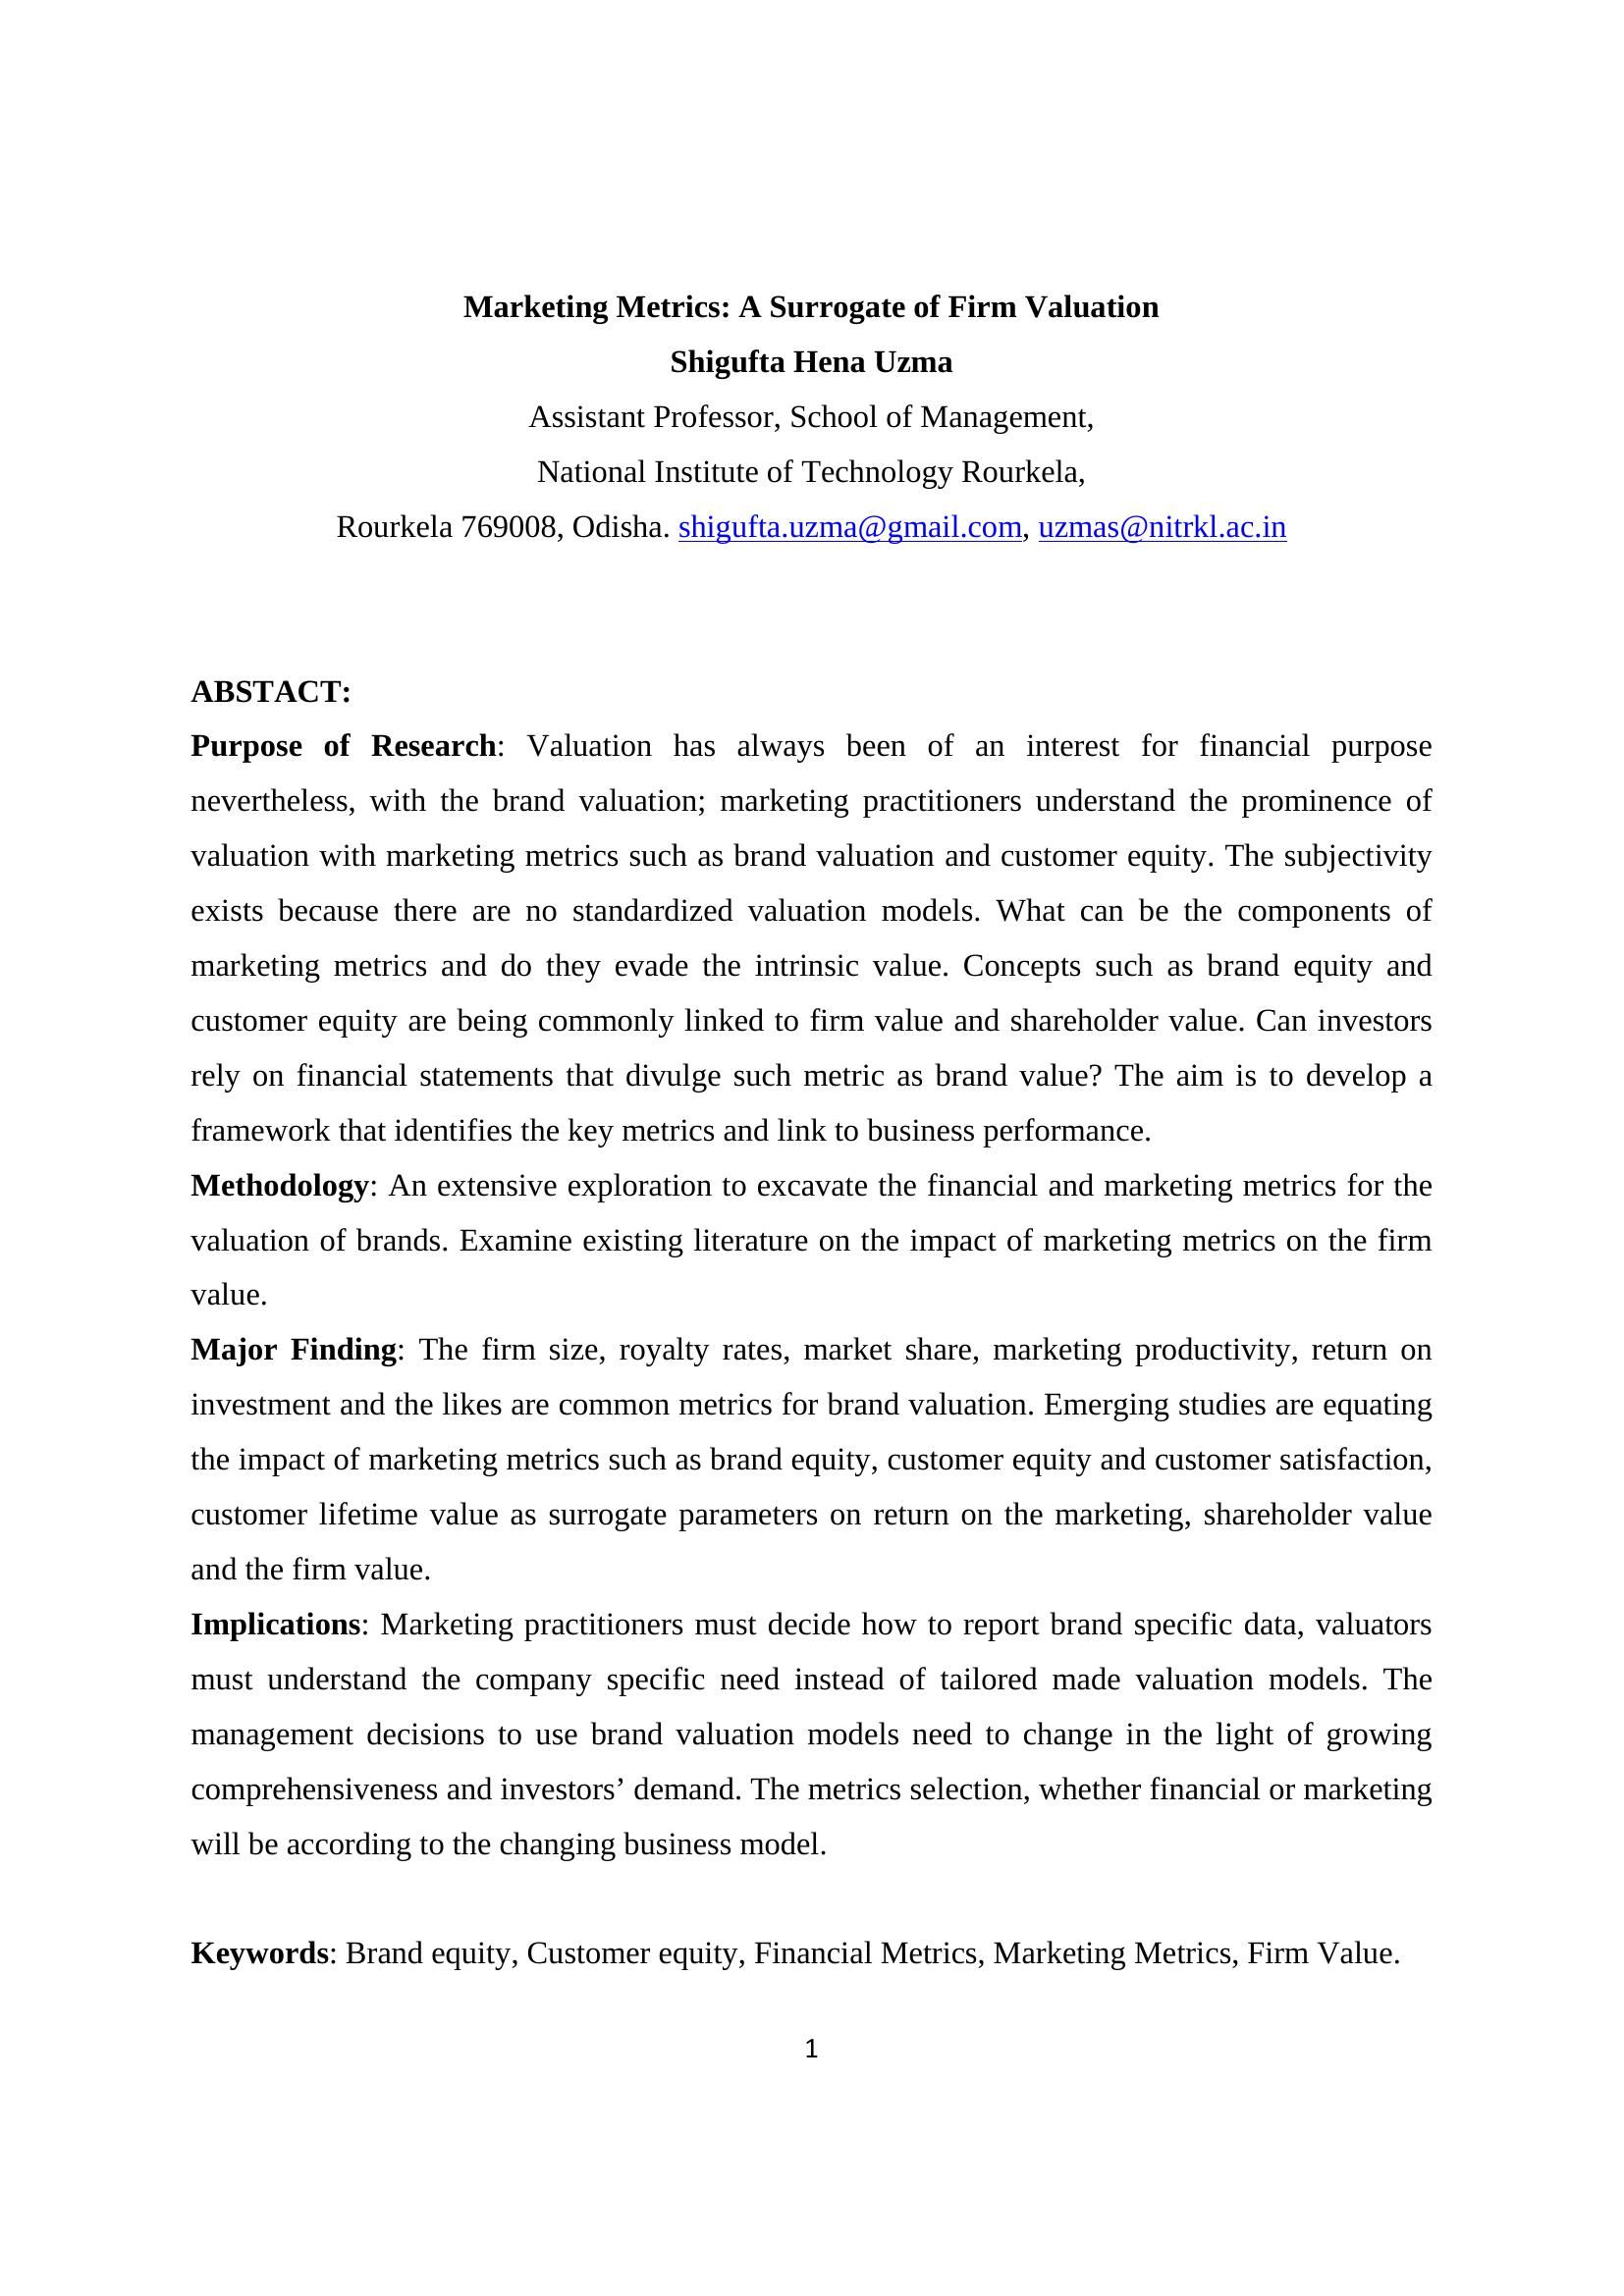 Marketing Metrics: A Surrogate of Firm Valuation
Shigufta Hena Uzma
Assistant Professor, School of Management,
National Institute of Technology Rourkela,
Rourkela 769008, Odisha. shigufta.uzma@gmail.com, uzmas@nitrkl.ac.in
ABSTACT:
Purpose of Research: Valuation has always been of an interest for financial purpose
nevertheless, with the brand valuation; marketing practitioners understand the prominence of
valuation with marketing metrics such as brand valuation and customer equity. The subjectivity
exists because there are no standardized valuation models. What can be the components of
marketing metrics and do they evade the intrinsic value. Concepts such as brand equity and
customer equity are being commonly linked to firm value and shareholder value. Can investors
rely on financial statements that divulge such metric as brand value? The aim is to develop a
framework that identifies the key metrics and link to business performance.
Methodology: An extensive exploration to excavate the financial and marketing metrics for the
valuation of brands. Examine existing literature on the impact of marketing metrics on the firm
value.
Major Finding: The firm size, royalty rates, market share, marketing productivity, return on
investment and the likes are common metrics for brand valuation. Emerging studies are equating
the impact of marketing metrics such as brand equity, customer equity and customer satisfaction,
customer lifetime value as surrogate parameters on return on the marketing, shareholder value
and the firm value.
Implications: Marketing practitioners must decide how to report brand specific data, valuators
must understand the company specific need instead of tailored made valuation models. The
management decisions to use brand valuation models need to change in the light of growing
comprehensiveness and investors’ demand. The metrics selection, whether financial or marketing
will be according to the changing business model.
Keywords: Brand equity, Customer equity, Financial Metrics, Marketing Metrics, Firm Value.
1